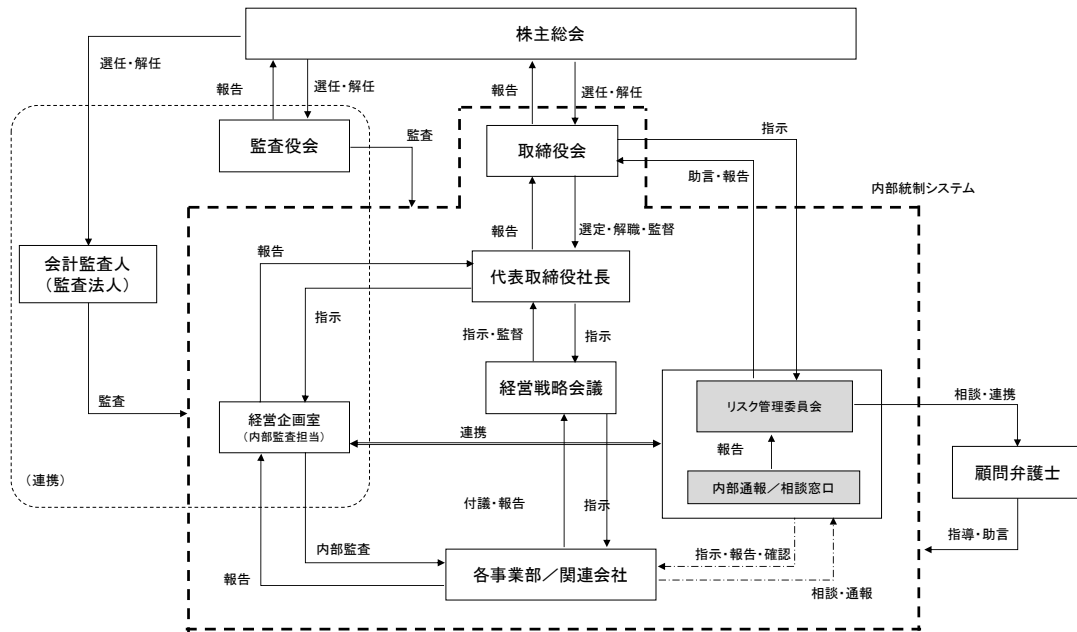 株主総会
選任・解任
報告
選任・解任
報告
選任・解任
監査役会
監査
取締役会
指示
助言・報告
内部統制システム
報告
選定・解職・監督
報告
会計監査人
（監査法人）
代表取締役社長
指示
指示・監督
指示
経営戦略会議
リスク管理委員会
相談・連携
監査
経営企画室
（内部監査担当）
連携
報告
（連携）
内部通報／相談窓口
顧問弁護士
付議・報告
指示
内部監査
指示・報告・確認
指導・助言
各事業部／関連会社
報告
相談・通報